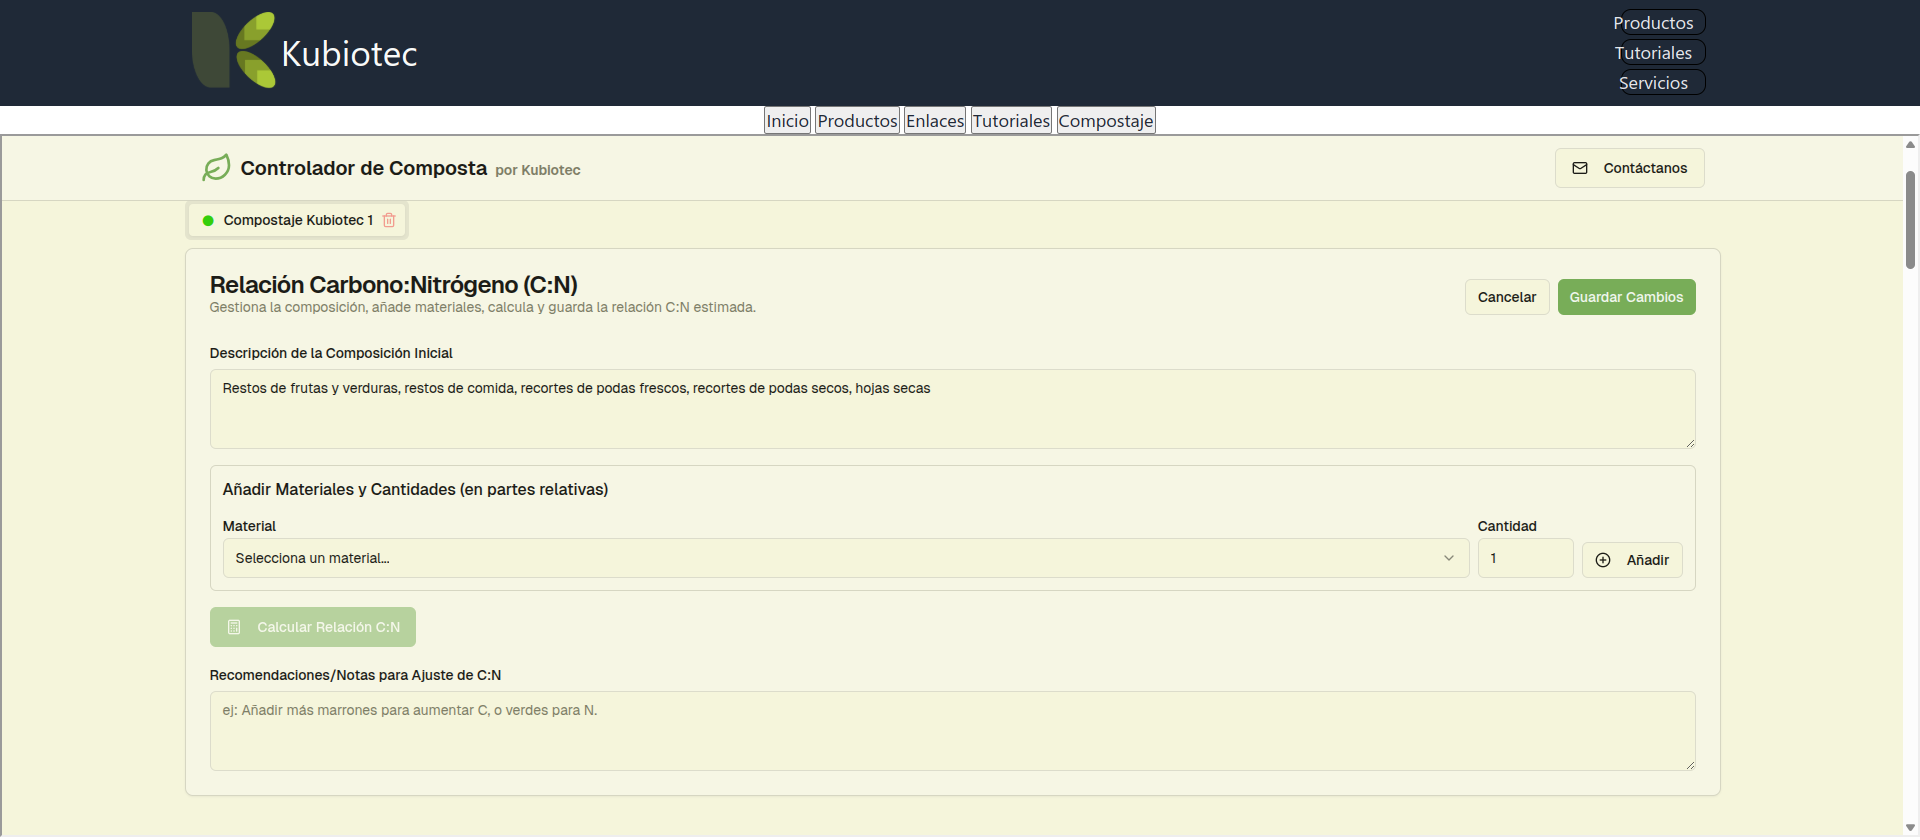 Kubiotec
Productos
Tutoriales
Servicios
Inicio Productos Enlaces Tutoriales Compostaje
Controlador de Composta por Kubiotec
Contáctanos
Compostaje Kubiotec 1
Relación Carbono:Nitrógeno (C:N)
Gestiona la composición, añade materiales, calcula y guarda la relación C:N estimada.
Cancelar
Guardar Cambios
Descripción de la Composición Inicial
Restos de frutas y verduras, restos de comida, recortes de podas frescos, recortes de podas secos, hojas secas
Añadir Materiales y Cantidades (en partes relativas)
Material
Cantidad
Selecciona un material...
1
Añadir
Calcular Relación C:N
Recomendaciones/Notas para Ajuste de C:N
ej: Añadir más marrones para aumentar C, o verdes para N.